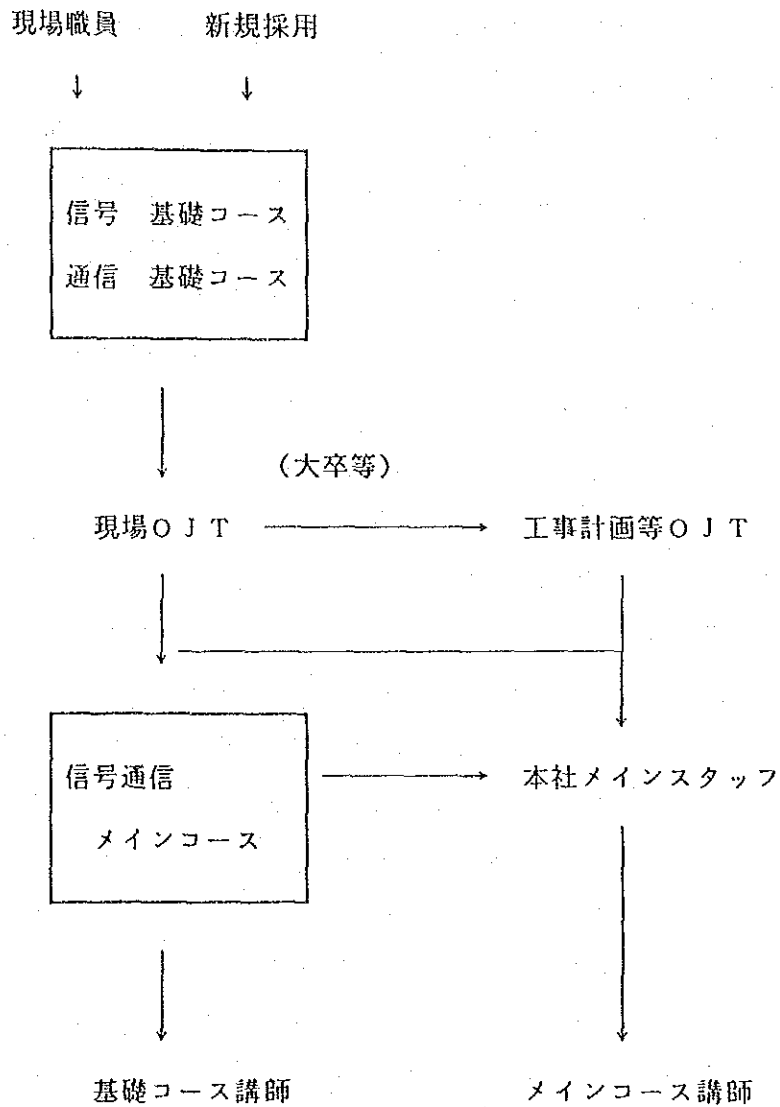 現場職員　　新規採用
信号　基礎コース
通信　基礎コース
（大卒等）
現場ＯＪＴ　　工事計画等ＯＪＴ
信号通信　　本社メインスタッフ
メインコース
基礎コース講師　　メインコース講師